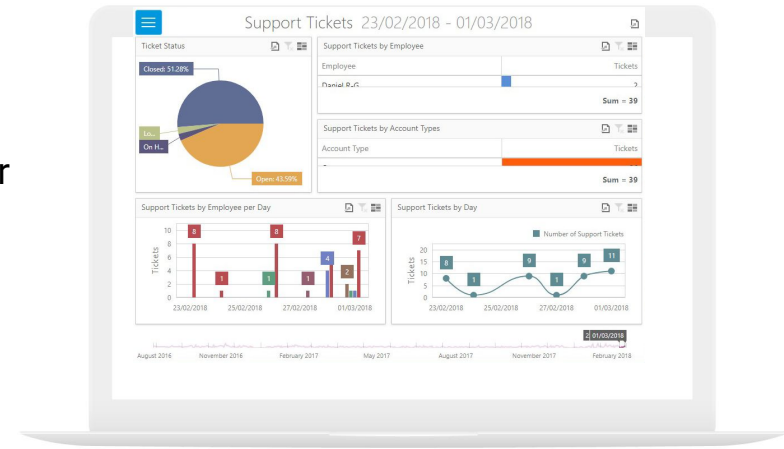 Support Tickets 23/02/2018 - 01/03/2018
r
Ticket Status
Closed: 51.28%
Lo...
On H...
Open: 43.59%
Support Tickets by Employee
Employee Tickets
Daniel R-G 2
Sum = 39
Support Tickets by Account Types
Account Type Tickets
Sum = 39
Support Tickets by Employee per Day
Tickets
10
8
6
4
2
0
8 1 1 8 1 4 2 7
23/02/2018 25/02/2018 27/02/2018 01/03/2018
Support Tickets by Day
Number of Support Tickets
Tickets
20
15
10
5
0
8 1 9 1 9 11
23/02/2018 25/02/2018 27/02/2018 01/03/2018
2 01/03/2018
August 2016 November 2016 February 2017 May 2017 August 2017 November 2017 February 2018